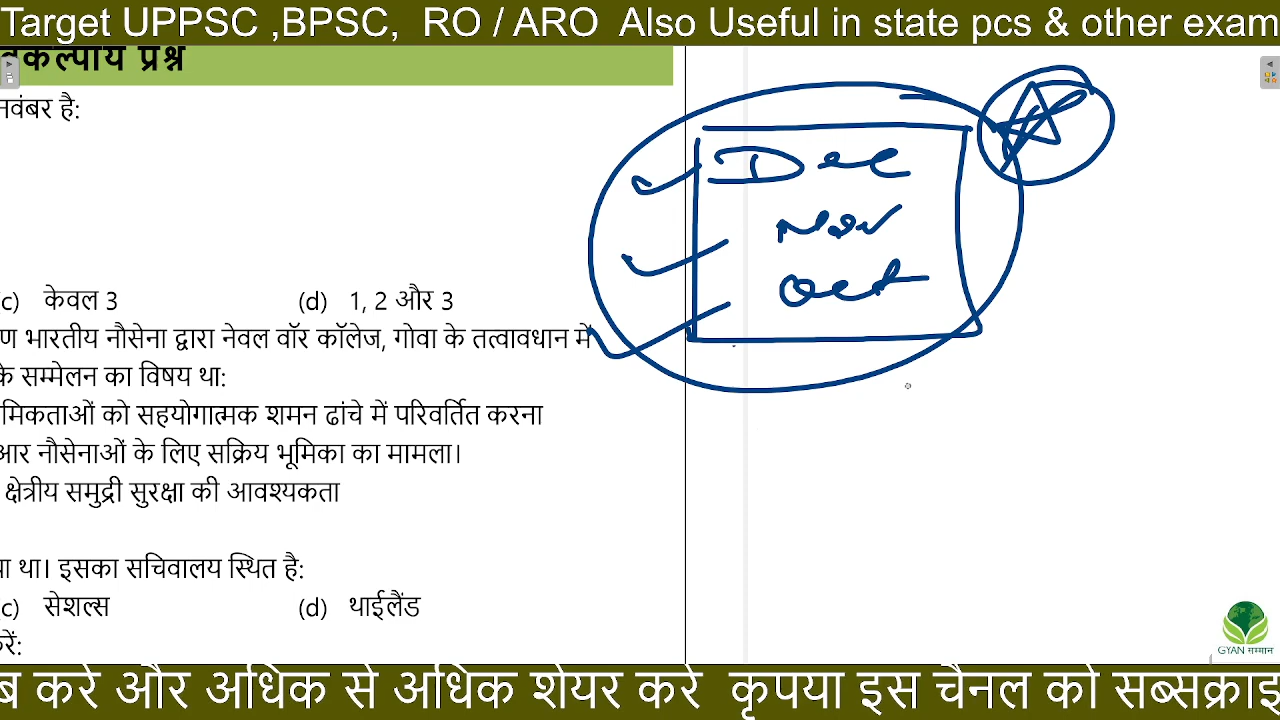 Target UPPSC ,BPSC, RO / ARO Also Useful in state pcs & other exam
वकल्पीय प्रश्न
नवंबर है:
Dec
Nov
Oct
(c) केवल 3 (d) 1, 2 और 3
ण भारतीय नौसेना द्वारा नेवल वॉर कॉलेज, गोवा के तत्वावधान में
के सम्मेलन का विषय था:
मिकताओं को सहयोगात्मक शमन ढांचे में परिवर्तित करना
आर नौसेनाओं के लिए सक्रिय भूमिका का मामला।
क्षेत्रीय समुद्री सुरक्षा की आवश्यकता
या था। इसका सचिवालय स्थित है:
(c) सेशल्स (d) थाईलैंड
करें:
GYAN सम्मान
ब करे और अधिक से अधिक शेयर करे कृपया इस चैनल को सब्सक्राइ